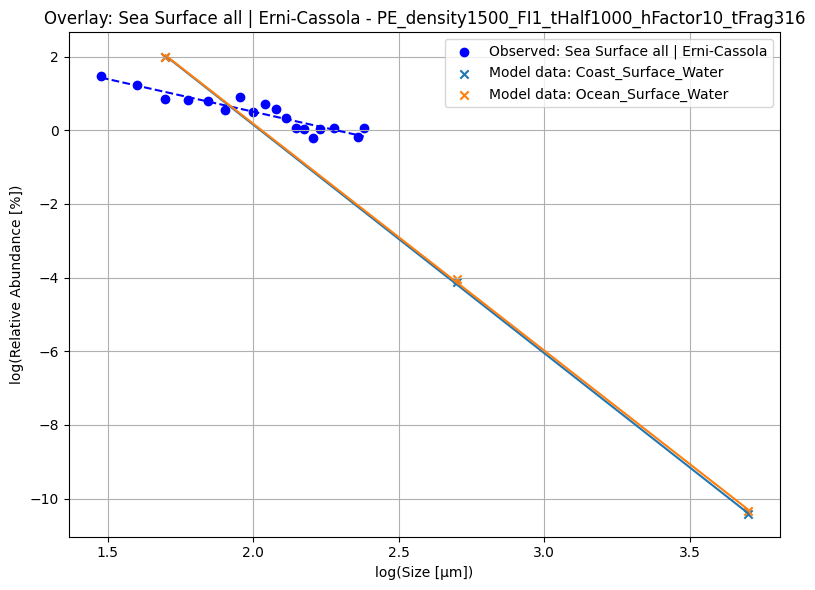 Overlay: Sea Surface all | Erni-Cassola - PE_density1500_FI1_tHalf1000_hFactor10_tFrag316
Observed: Sea Surface all | Erni-Cassola
Model data: Coast_Surface_Water
Model data: Ocean_Surface_Water
log(Relative Abundance [%])
2
0
−2
−4
−6
−8
−10
1.5
2.0
2.5
3.0
3.5
log(Size [µm])